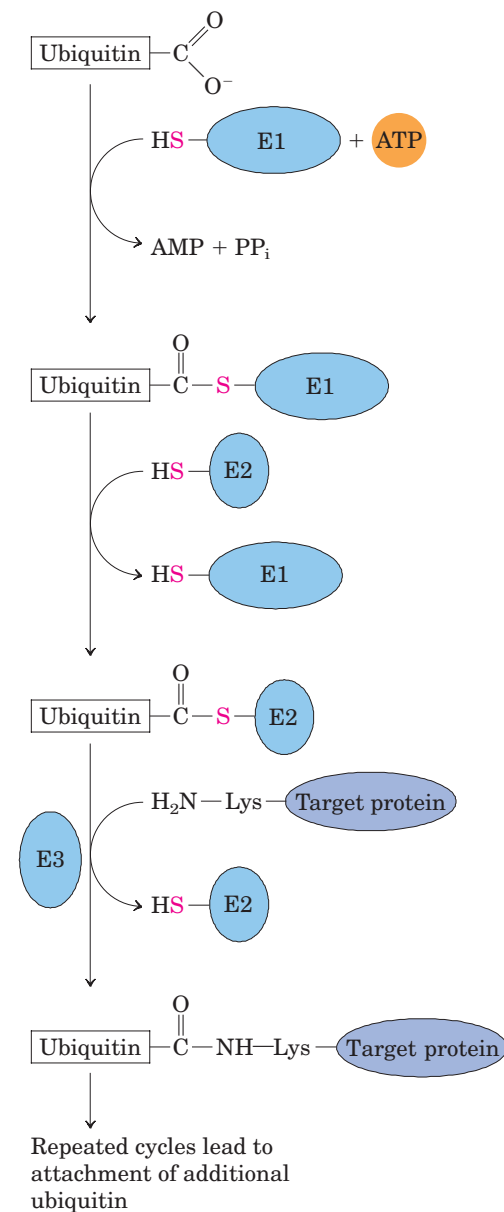 O
Ubiquitin C
O⁻
HS E1 + ATP
AMP + PPᵢ
O
Ubiquitin C S E1
HS E2
HS E1
O
Ubiquitin C S E2
H₂N Lys Target protein
E3
HS E2
O
Ubiquitin C NH Lys Target protein
Repeated cycles lead to
attachment of additional
ubiquitin